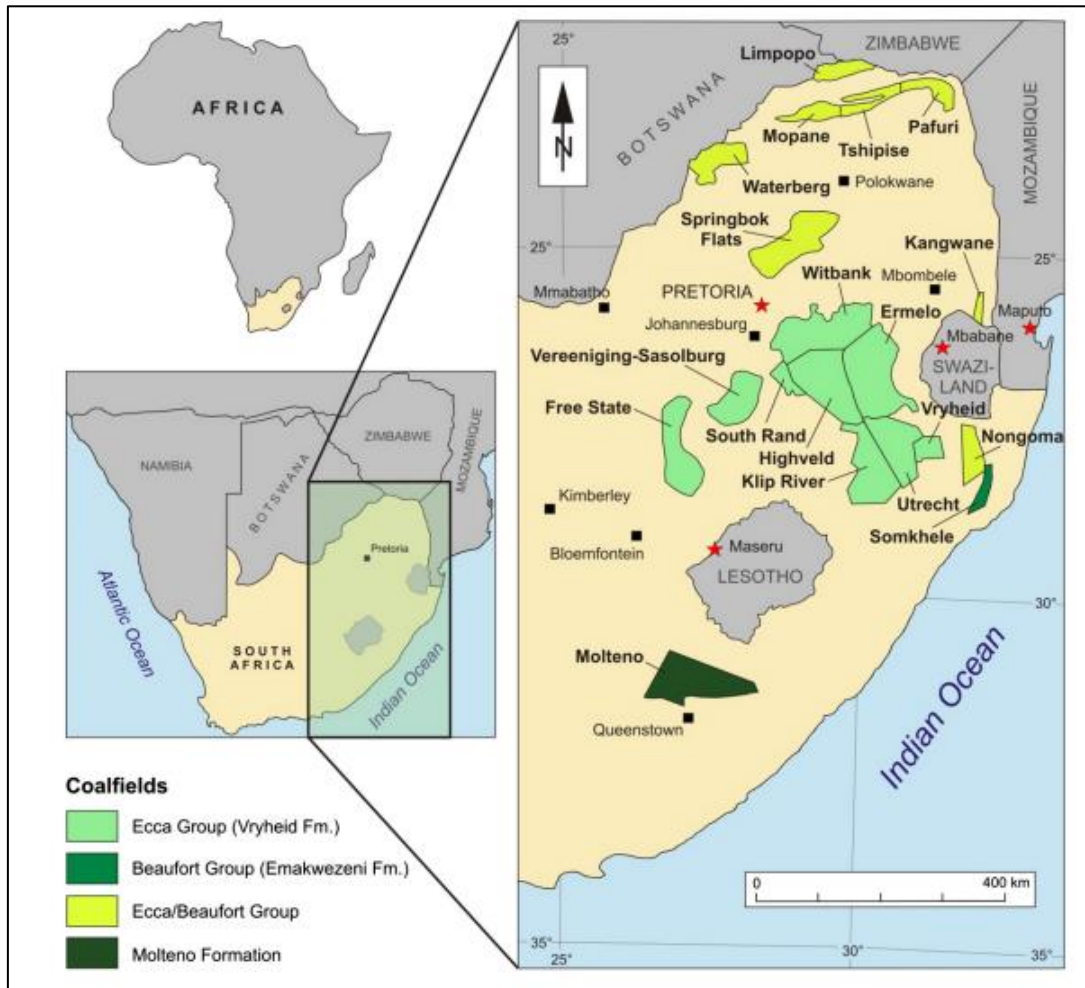 AFRICA
NAMIBIA
BOTSWANA
ZIMBABWE
MOZAMBIQUE
Pretoria
SOUTH
AFRICA
Atlantic Ocean
Indian Ocean
Coalfields
Ecca Group (Vryheid Fm.)
Beaufort Group (Emakwezeni Fm.)
Ecca/Beaufort Group
Molteno Formation
25°
30°
N
ZIMBABWE
BOTSWANA
MOZAMBIQUE
Limpopo
Mopane
Tshipise
Pafuri
Waterberg
Polokwane
25°
Springbok
Flats
Kangwane
25°
Witbank
Mbombele
Mmabatho
PRETORIA
Ermelo
Maputo
Johannesburg
Mbabane
Vereeniging-Sasolburg
SWAZI-
LAND
Free State
Vryheid
South Rand
Nongoma
Highveld
Klip River
Utrecht
Kimberley
Somkhele
Bloemfontein
Maseru
LESOTHO
30°
Molteno
Queenstown
Indian Ocean
0
400 km
35°
25°
30°
35°